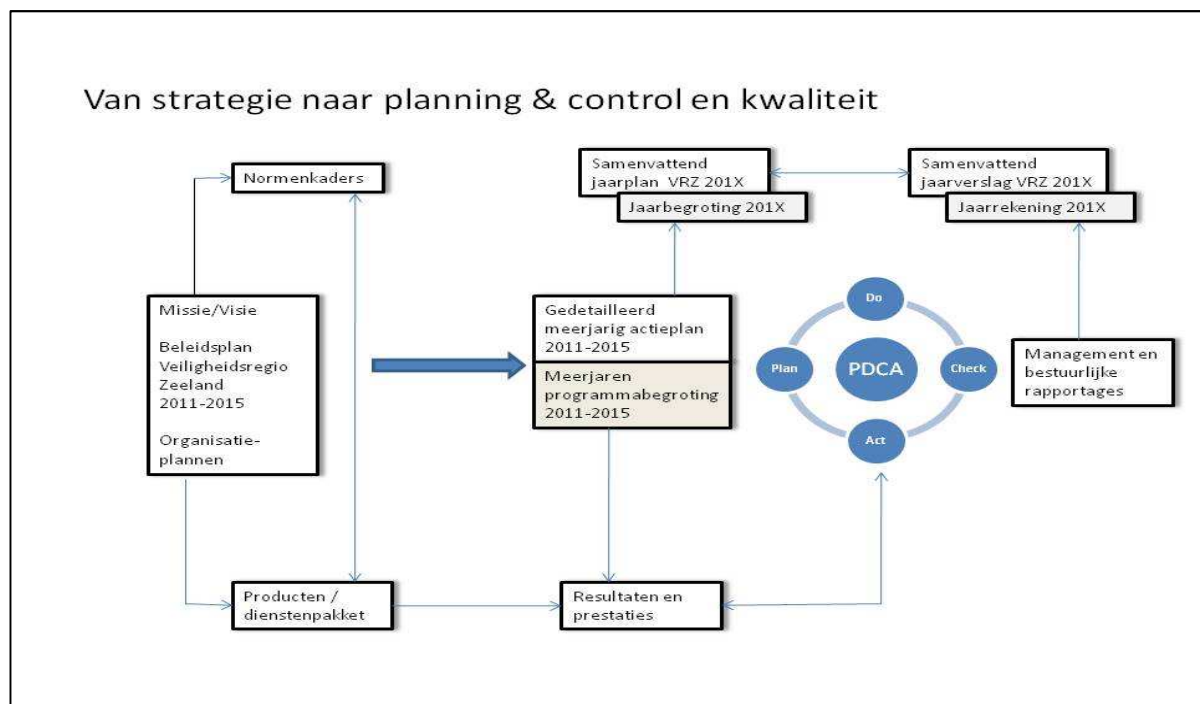 Van strategie naar planning & control en kwaliteit
Normenkaders
Samenvattend
jaarplan VRZ 201X
Jaarbegroting 201X
Samenvattend
jaarverslag VRZ 201X
Jaarrekening 201X
Missie/Visie
Beleidsplan
Veiligheidsregio
Zeeland
2011-2015
Organisatie-
plannen
Gedetailleerd
meerjarig actieplan
2011-2015
Meerjaren
programmabegroting
2011-2015
Do
Plan
PDCA
Check
Act
Management en
bestuurlijke
rapportages
Producten /
dienstenpakket
Resultaten en
prestaties